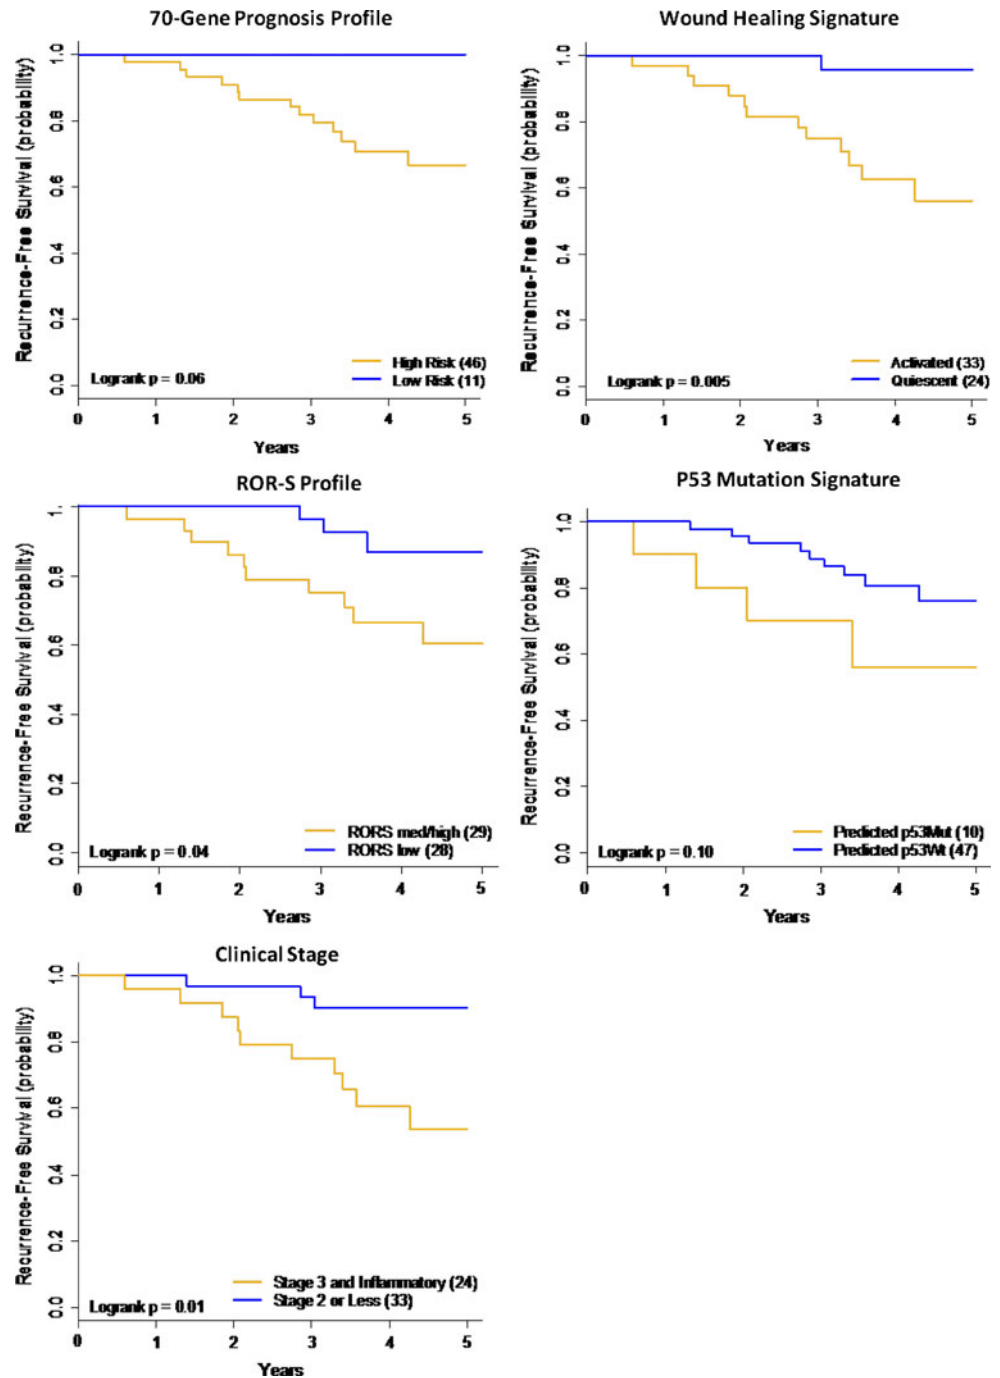 70-Gene Prognosis Profile
Recurrence-Free Survival (probability)
1.0
0.8
0.6
0.4
0.2
0.0
High Risk (46)
Low Risk (11)
Logrank p = 0.06
0 1 2 3 4 5
Years
Wound Healing Signature
Recurrence-Free Survival (probability)
1.0
0.8
0.6
0.4
0.2
0.0
Activated (33)
Quiescent (24)
Logrank p = 0.005
0 1 2 3 4 5
Years
ROR-S Profile
Recurrence-Free Survival (probability)
1.
0.8
0.6
0.4
0.2
0.0
RORS med/high (29)
RORS low (28)
Logrank p = 0.04
0 1 2 3 4 5
Years
P53 Mutation Signature
Recurrence-Free Survival (probability)
1.0
0.8
0.6
0.4
0.2
0.0
Predicted p53Mut (10)
Predicted p53Wt (47)
Logrank p = 0.10
0 1 2 3 4 5
Years
Clinical Stage
Recurrence-Free Survival (probability)
1.0
0.8
0.6
0.4
0.2
0.0
Stage 3 and Inflammatory (24)
Stage 2 or Less (33)
Logrank p = 0.01
0 1 2 3 4 5
Years